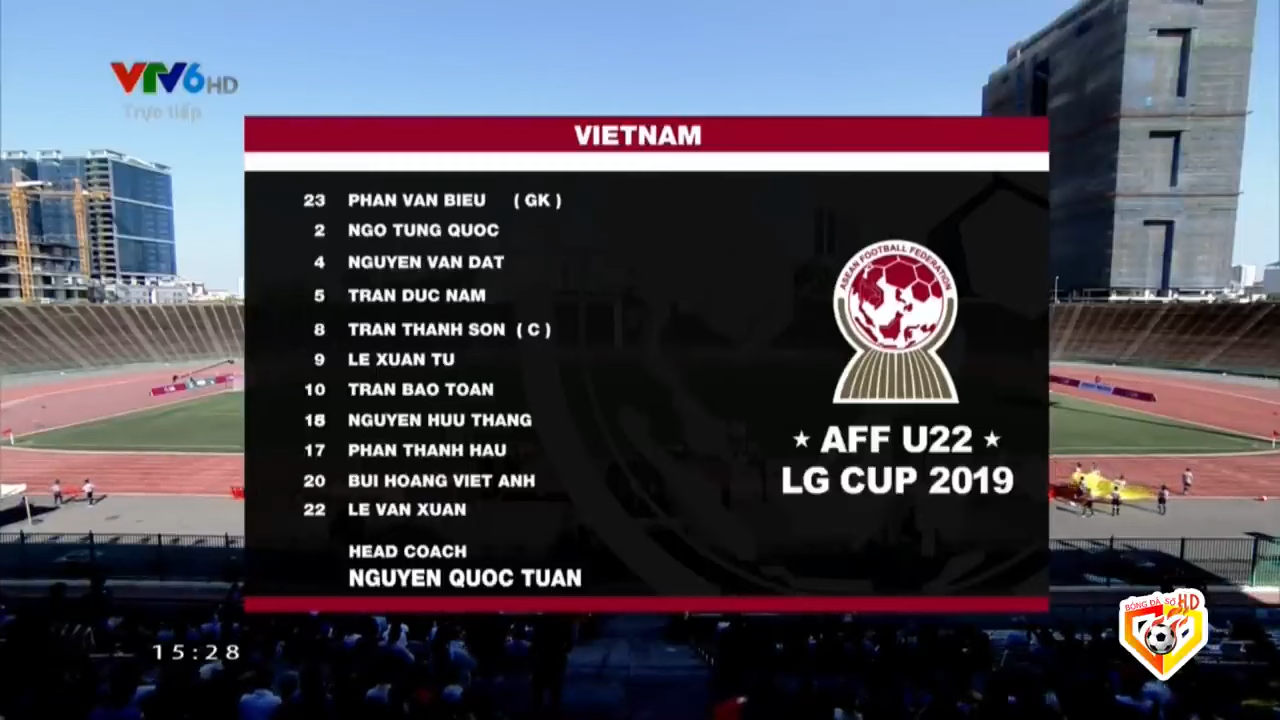 VTV6 HD
Trực tiếp
VIETNAM
23 PHAN VAN BIEU ( GK )
2 NGO TUNG QUOC
4 NGUYEN VAN DAT
5 TRAN DUC NAM
8 TRAN THANH SON ( C )
9 LE XUAN TU
10 TRAN BAO TOAN
15 NGUYEN HUU THANG
17 PHAN THANH HAU
20 BUI HOANG VIET ANH
22 LE VAN XUAN
HEAD COACH
NGUYEN QUOC TUAN
ASEAN FOOTBALL FEDERATION
★ AFF U22 ★
LG CUP 2019
15:28
BÓNG ĐÁ SỐ HD